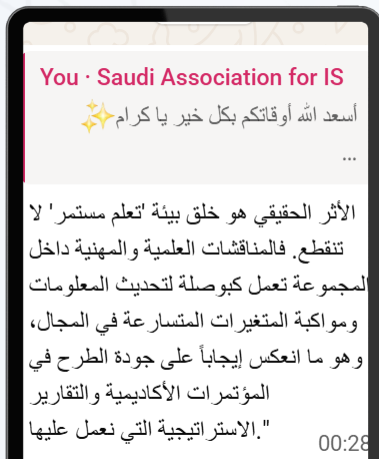 You · Saudi Association for IS
أسعد الله أوقاتكم بكل خير يا كرام✨
...
الأثر الحقيقي هو خلق بيئة 'تعلم مستمر' لا
تنقطع. فالمناقشات العلمية والمهنية داخل
المجموعة تعمل كبوصلة لتحديث المعلومات
ومواكبة المتغيرات المتسارعة في المجال،
وهو ما انعكس إيجاباً على جودة الطرح في
المؤتمرات الأكاديمية والتقارير
الاستراتيجية التي نعمل عليها."
00:28